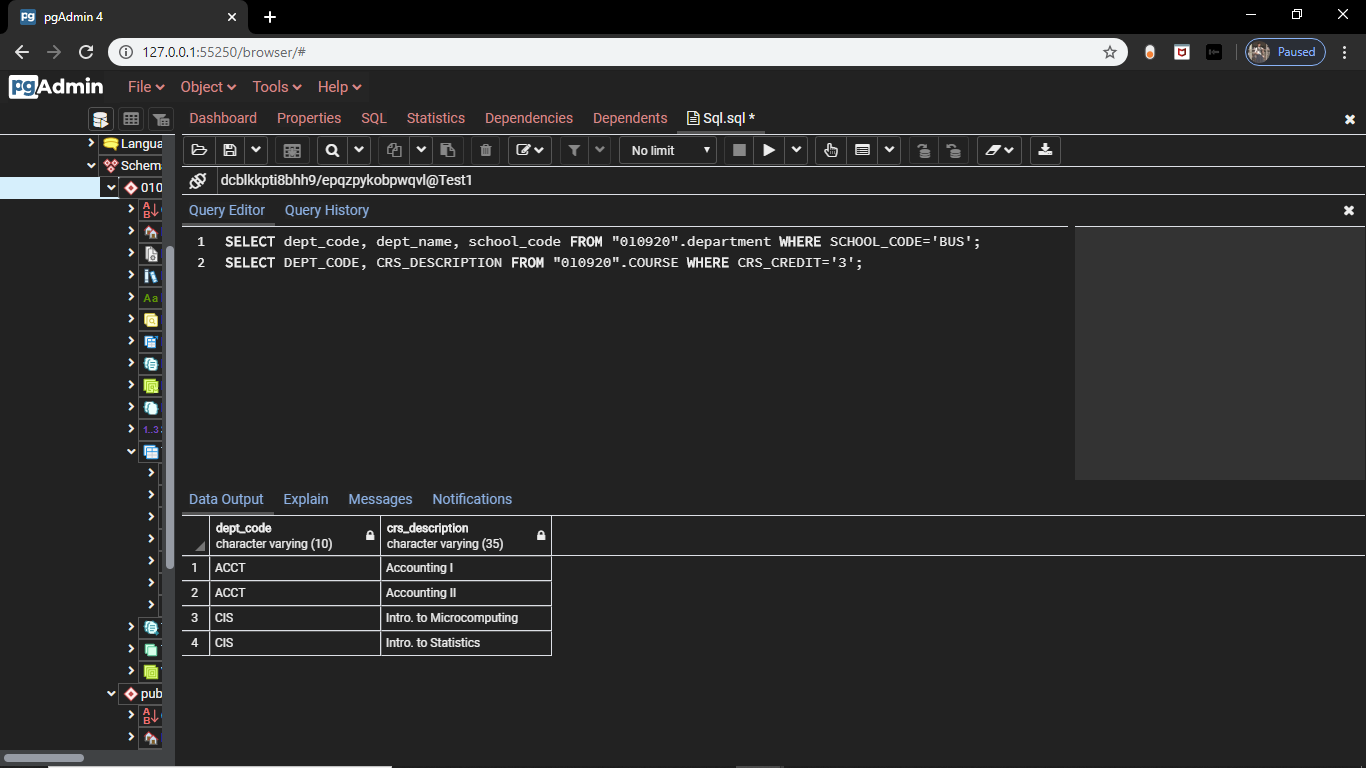 pgAdmin 4
127.0.0.1:55250/browser/#
Paused
pgAdmin File Object Tools Help
Dashboard Properties SQL Statistics Dependencies Dependents Sql.sql *
Langua
Schem
010
No limit
dcblkkpti8bhh9/epqzpykobpwqvl@Test1
Query Editor Query History
1 SELECT dept_code, dept_name, school_code FROM "010920".department WHERE SCHOOL_CODE='BUS';
2 SELECT DEPT_CODE, CRS_DESCRIPTION FROM "010920".COURSE WHERE CRS_CREDIT='3';
Aa
1..3
Data Output Explain Messages Notifications
dept_code crs_description
character varying (10) character varying (35)
1 ACCT Accounting I
2 ACCT Accounting II
3 CIS Intro. to Microcomputing
4 CIS Intro. to Statistics
pub